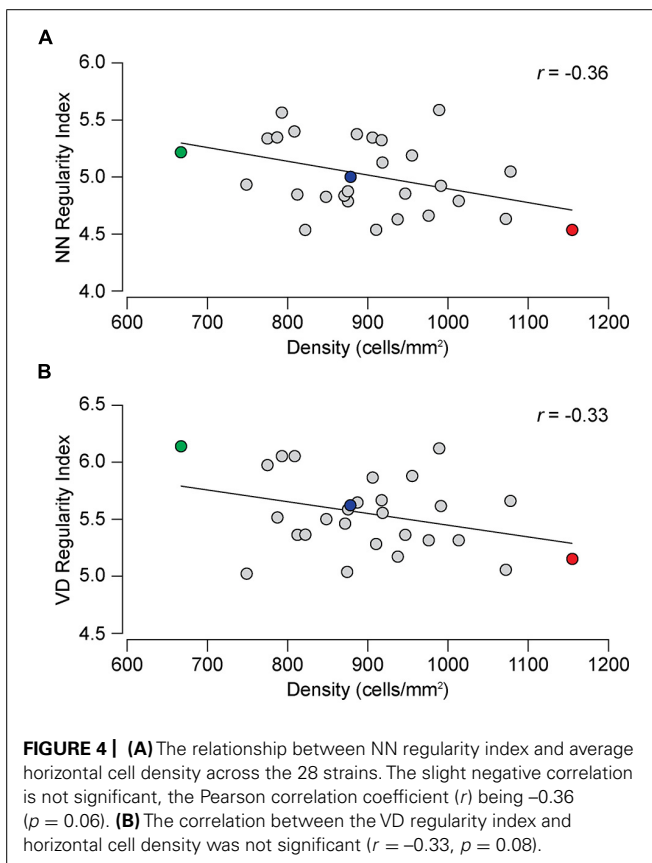 A
6.0
r = -0.36
5.5
5.0
4.5
4.0
NN Regularity Index
600 700 800 900 1000 1100 1200
Density (cells/mm²)
B
6.5
r = -0.33
6.0
5.5
5.0
4.5
VD Regularity Index
600 700 800 900 1000 1100 1200
Density (cells/mm²)
FIGURE 4 | (A) The relationship between NN regularity index and average
horizontal cell density across the 28 strains. The slight negative correlation
is not significant, the Pearson correlation coefficient (r) being –0.36
(p = 0.06). (B) The correlation between the VD regularity index and
horizontal cell density was not significant (r = –0.33, p = 0.08).